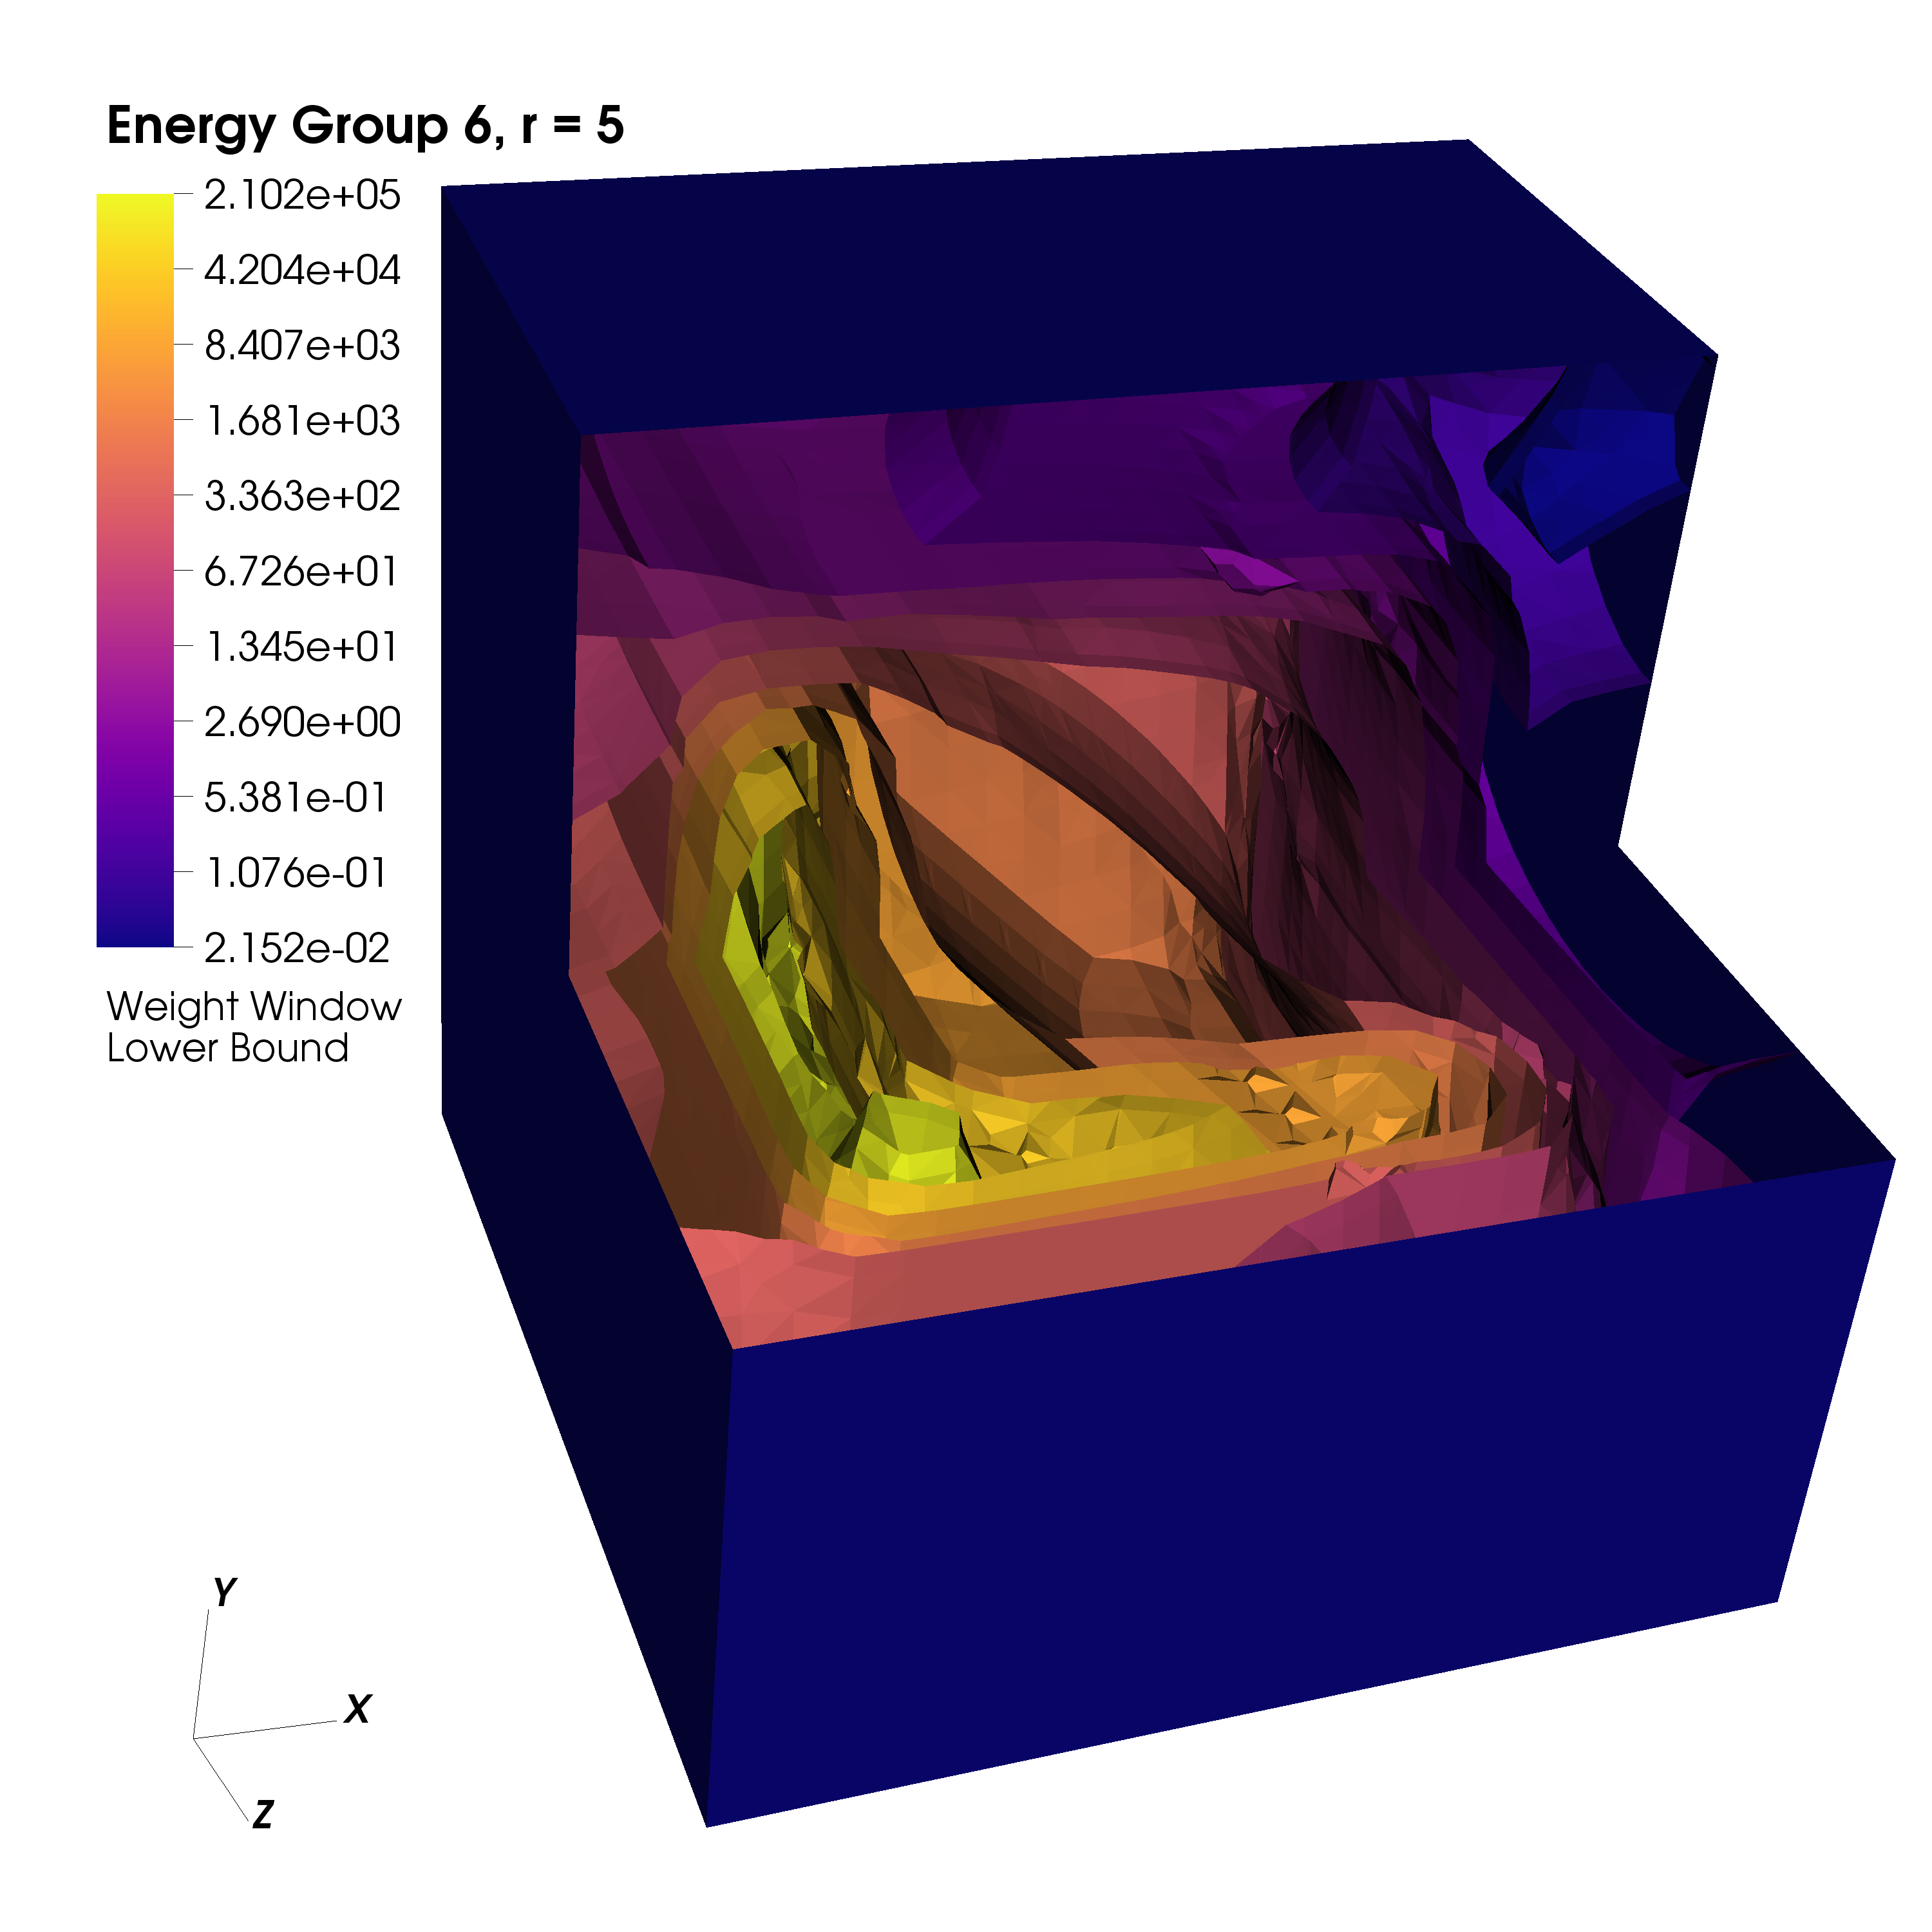 Energy Group 6, r = 5
2.102e+05
4.204e+04
8.407e+03
1.681e+03
3.363e+02
6.726e+01
1.345e+01
2.690e+00
5.381e-01
1.076e-01
2.152e-02
Weight Window
Lower Bound
Y
X
Z